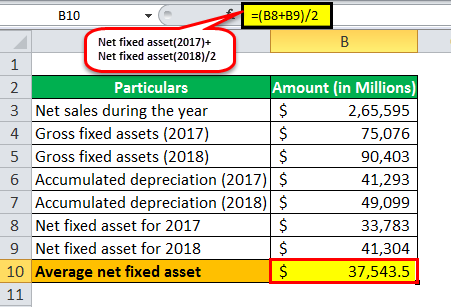 B10 =(B8+B9)/2
Net fixed asset(2017)+
Net fixed asset(2018)/2
B
1
2 Particulars Amount (in Millions)
3 Net sales during the year $ 2,65,595
4 Gross fixed assets (2017) $ 75,076
5 Gross fixed assets (2018) $ 90,403
6 Accumulated depreciation (2017) $ 41,293
7 Accumulated depreciation (2018) $ 49,099
8 Net fixed asset for 2017 $ 33,783
9 Net fixed asset for 2018 $ 41,304
10 Average net fixed asset $ 37,543.5
11